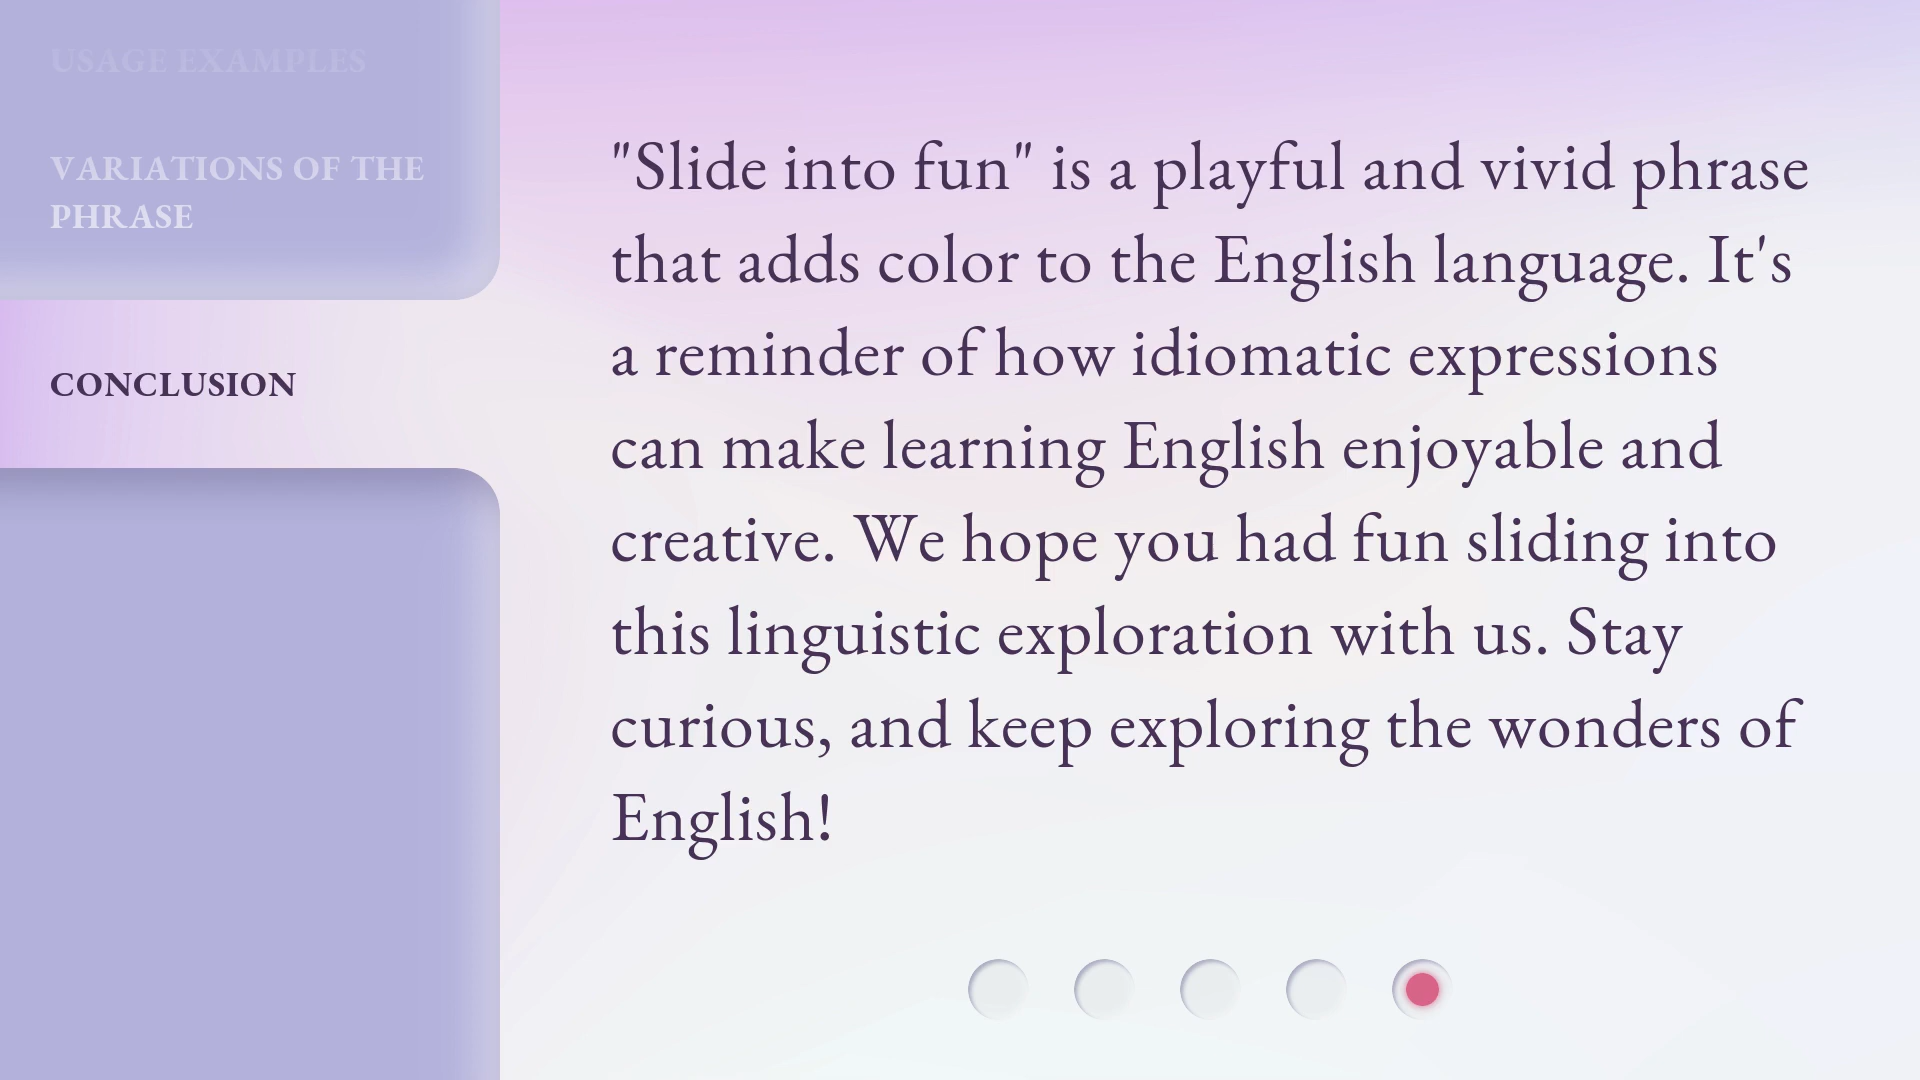 USAGE EXAMPLES
VARIATIONS OF THE
PHRASE
CONCLUSION
"Slide into fun" is a playful and vivid phrase
that adds color to the English language. It's
a reminder of how idiomatic expressions
can make learning English enjoyable and
creative. We hope you had fun sliding into
this linguistic exploration with us. Stay
curious, and keep exploring the wonders of
English!